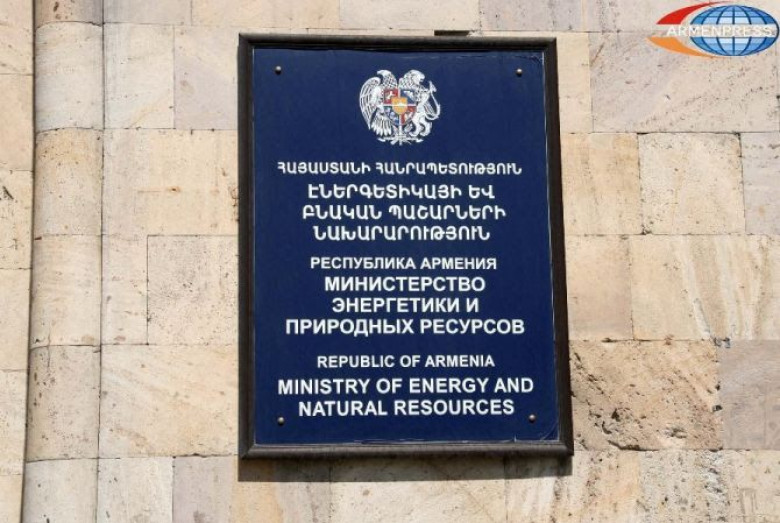 ARMENPRESS
ՀԱՅԱՍՏԱՆԻ ՀԱՆՐԱՊԵՏՈՒԹՅՈՒՆ
ԷՆԵՐԳԵՏԻԿԱՅԻ ԵՎ
ԲՆԱԿԱՆ ՊԱՇԱՐՆԵՐԻ
ՆԱԽԱՐԱՐՈՒԹՅՈՒՆ
РЕСПУБЛИКА АРМЕНИЯ
МИНИСТЕРСТВО
ЭНЕРГЕТИКИ И
ПРИРОДНЫХ РЕСУРСОВ
REPUBLIC OF ARMENIA
MINISTRY OF ENERGY AND
NATURAL RESOURCES